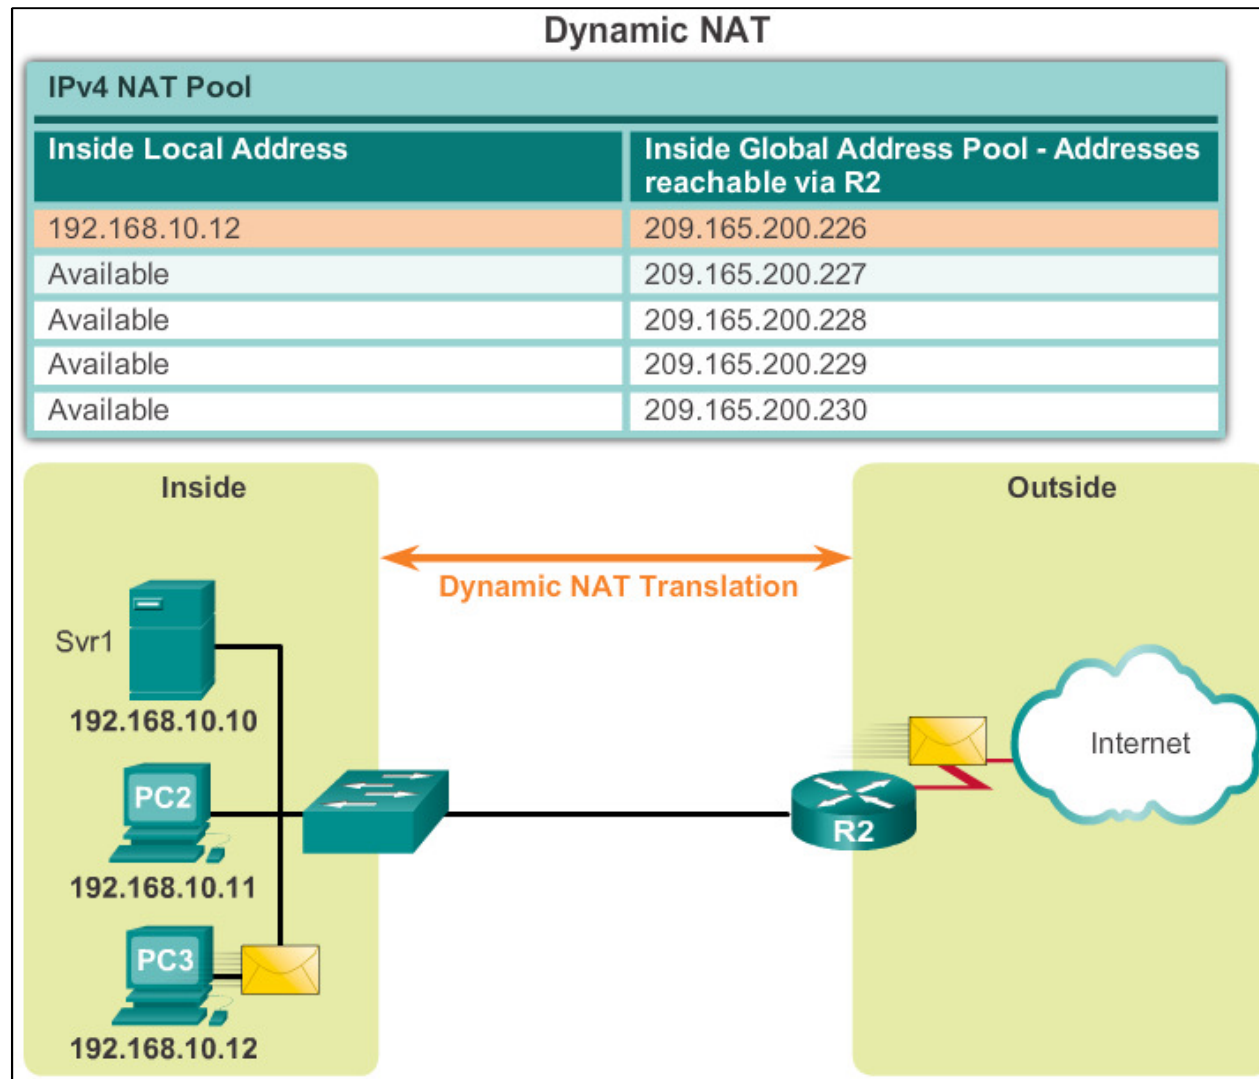 Dynamic NAT
IPv4 NAT Pool
Inside Local Address
Inside Global Address Pool - Addresses
reachable via R2
192.168.10.12
209.165.200.226
Available
209.165.200.227
Available
209.165.200.228
Available
209.165.200.229
Available
209.165.200.230
Inside
Outside
Dynamic NAT Translation
Svr1
192.168.10.10
Internet
PC2
R2
192.168.10.11
PC3
192.168.10.12